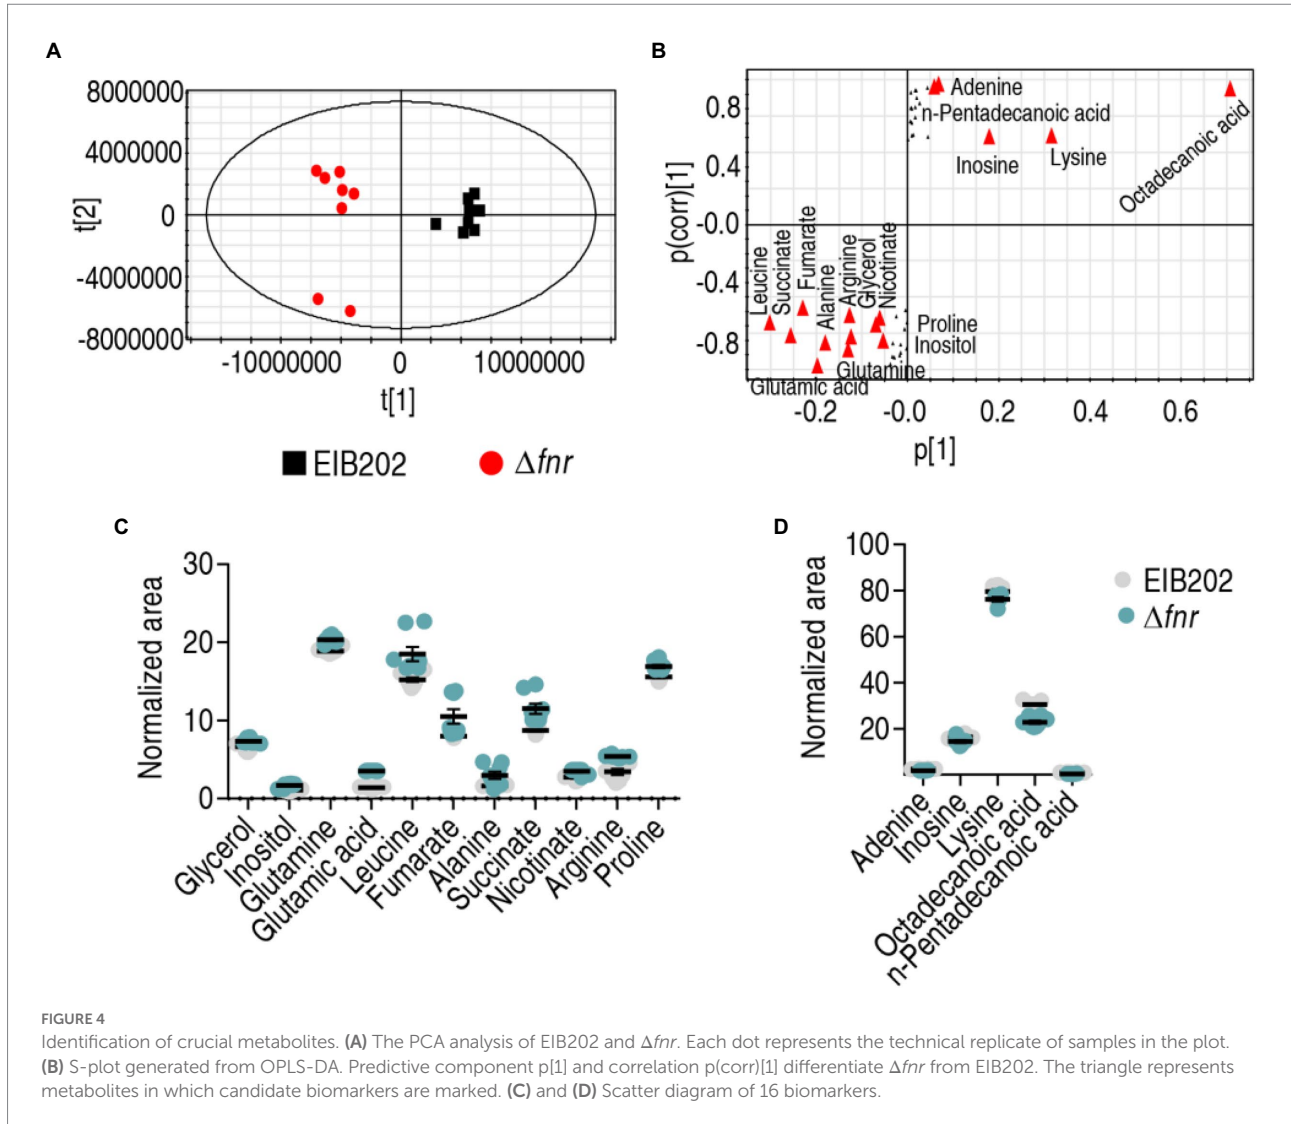 A
8000000
4000000
0
-4000000
-8000000
t[2]
-10000000 0 10000000
t[1]
EIB202 Δfnr
B
0.8
0.4
-0.0
-0.4
-0.8
p(corr)[1]
Adenine
n-Pentadecanoic acid
Inosine
Lysine
Octadecanoic acid
Leucine
Succinate
Fumarate
Alanine
Arginine
Glycerol
Nicotinate
Proline
Inositol
Glutamine
Glutamic acid
-0.2 -0.0 0.2 0.4 0.6
p[1]
C
30
20
10
0
Normalized area
Glycerol
Inositol
Glutamine
Glutamic acid
Leucine
Fumarate
Alanine
Succinate
Nicotinate
Arginine
Proline
D
100
80
60
40
20
Normalized area
Adenine
Inosine
Lysine
Octadecanoic acid
n-Pentadecanoic acid
EIB202
Δfnr
FIGURE 4
Identification of crucial metabolites. (A) The PCA analysis of EIB202 and Δfnr. Each dot represents the technical replicate of samples in the plot.
(B) S-plot generated from OPLS-DA. Predictive component p[1] and correlation p(corr)[1] differentiate Δfnr from EIB202. The triangle represents
metabolites in which candidate biomarkers are marked. (C) and (D) Scatter diagram of 16 biomarkers.